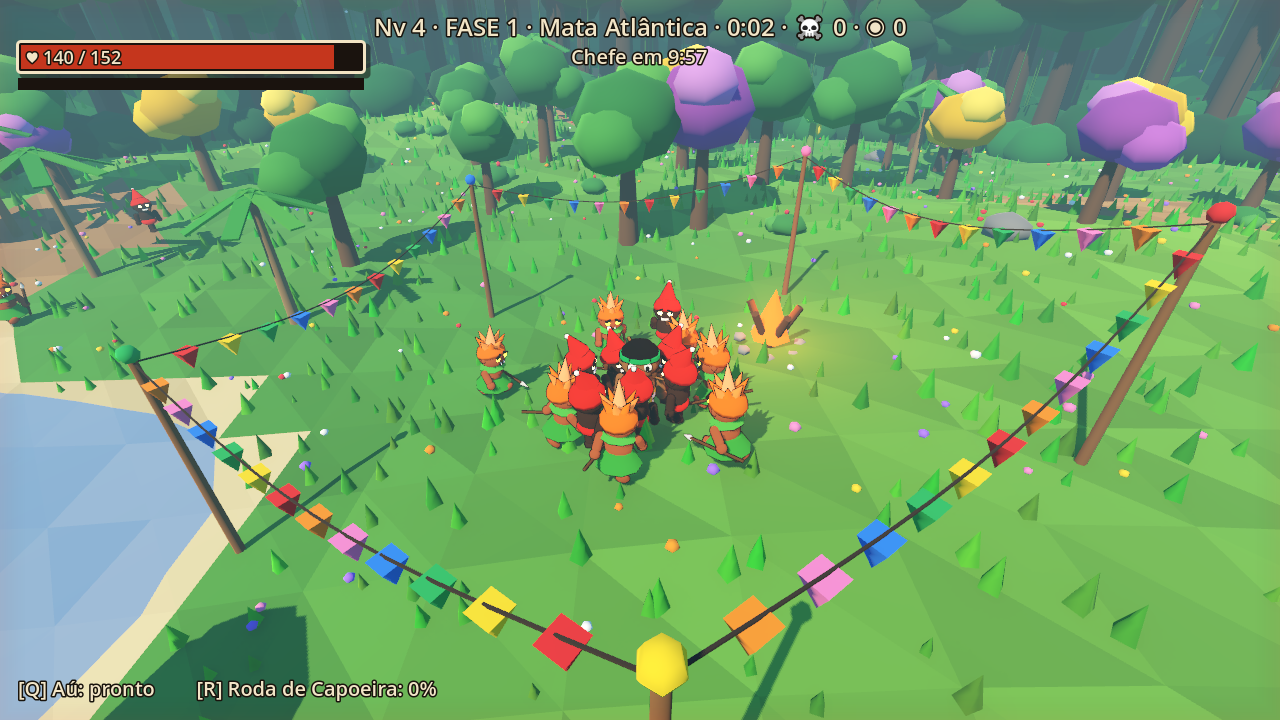 Nv 4 · FASE 1 · Mata Atlântica · 0:02 · ☠ 0 · ◉ 0
♥ 140 / 152
Chefe em 9:57
[Q] Aú: pronto
[R] Roda de Capoeira: 0%